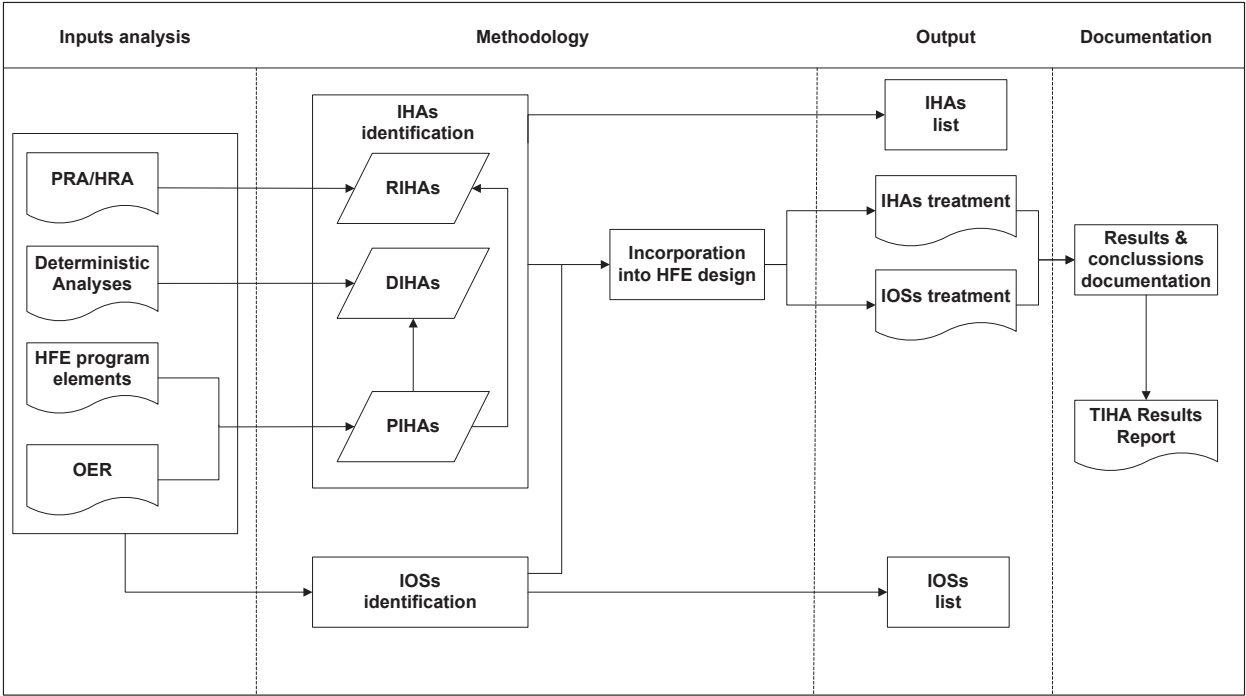 Inputs analysis
Methodology
Output
Documentation
PRA/HRA
Deterministic
Analyses
HFE program
elements
OER
IHAs
identification
RIHAs
DIHAs
PIHAs
IOSs
identification
Incorporation
into HFE design
IHAs
list
IHAs treatment
IOSs treatment
IOSs
list
Results &
conclussions
documentation
TIHA Results
Report